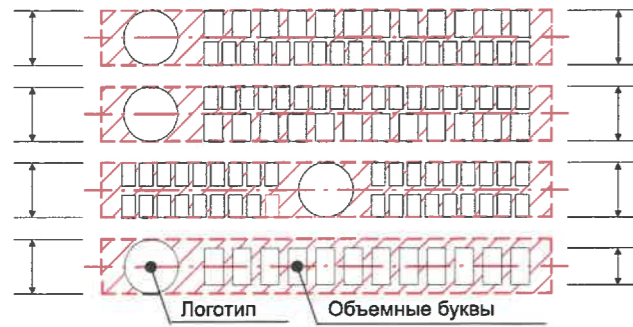 Логотип
Объемные буквы